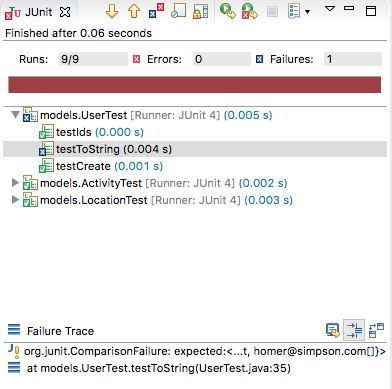 JUnit
Finished after 0.06 seconds
Runs: 9/9 Errors: 0 Failures: 1
models.UserTest [Runner: JUnit 4] (0.005 s)
testIds (0.000 s)
testToString (0.004 s)
testCreate (0.001 s)
models.ActivityTest [Runner: JUnit 4] (0.002 s)
models.LocationTest [Runner: JUnit 4] (0.003 s)
Failure Trace
org.junit.ComparisonFailure: expected:<...t, homer@simpson.com[]}>
at models.UserTest.testToString(UserTest.java:35)